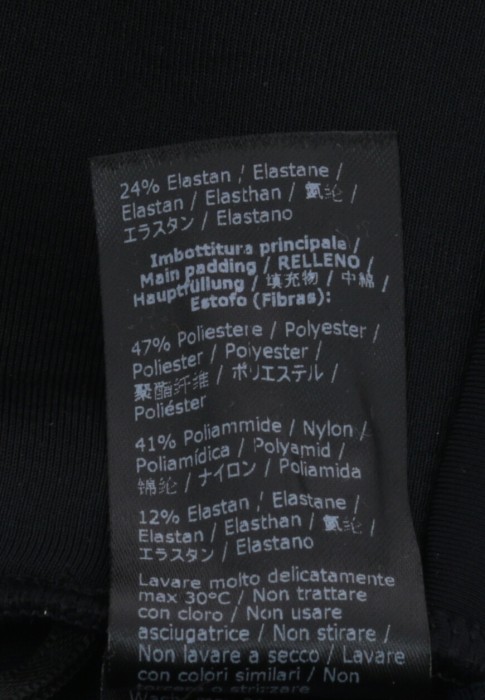 24% Elastan / Elastane /
Elastan / Elasthan / 氨纶 /
エラスタン / Elastano
Imbottitura principale /
Main padding / RELLENO /
Hauptfüllung / 填充物 / 中綿 /
Estofo (Fibras):
47% Poliestere / Polyester /
Poliester / Polyester /
聚酯纤维 / ポリエステル /
Poliéster
41% Poliammide / Nylon /
Poliamídica / Polyamid /
锦纶 / ナイロン / Poliamida
12% Elastan / Elastane /
Elastan / Elasthan / 氨纶 /
エラスタン / Elastano
Lavare molto delicatamente
max 30°C / Non trattare
con cloro / Non usare
asciugatrice / Non stirare /
Non lavare a secco / Lavare
con colori similari / Non
torcere o strizzare